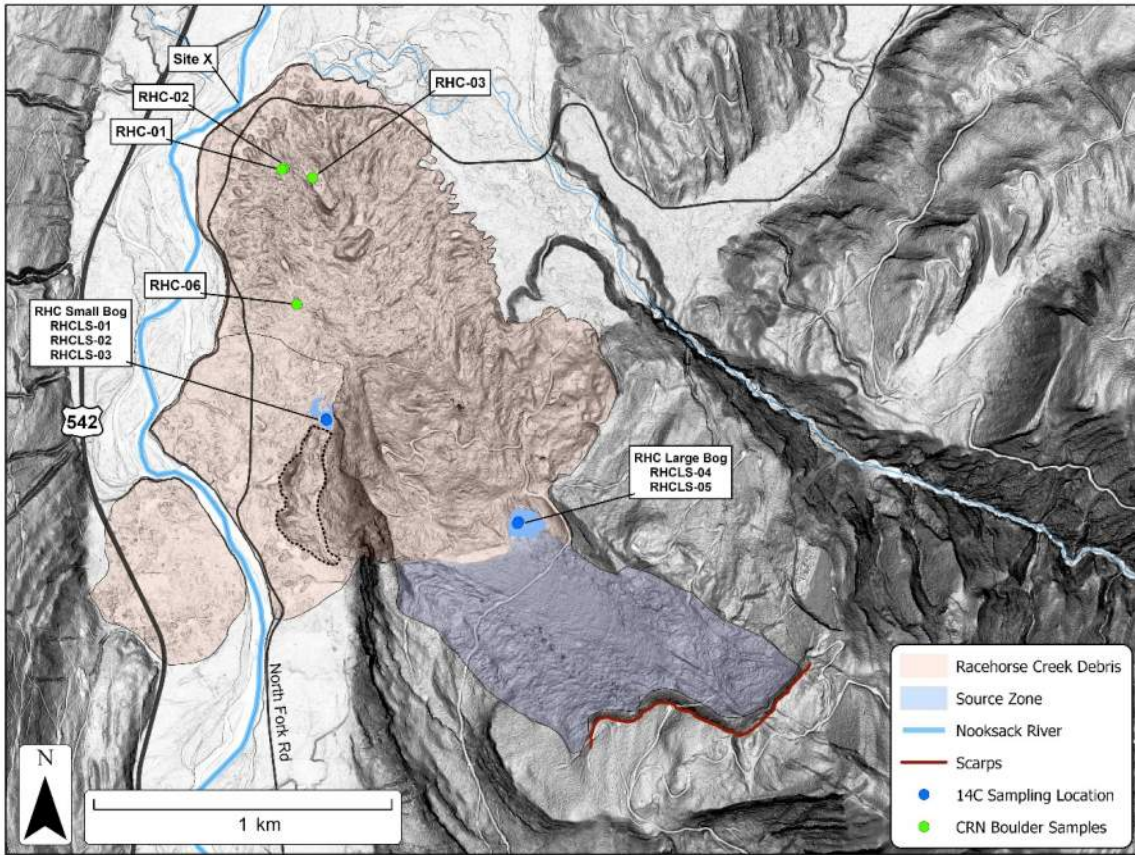 Site X
RHC-02
RHC-03
RHC-01
RHC-06
RHC Small Bog
RHCLS-01
RHCLS-02
RHCLS-03
542
RHC Large Bog
RHCLS-04
RHCLS-05
North Fork Rd
N
1 km
Racehorse Creek Debris
Source Zone
Nooksack River
Scarps
14C Sampling Location
CRN Boulder Samples